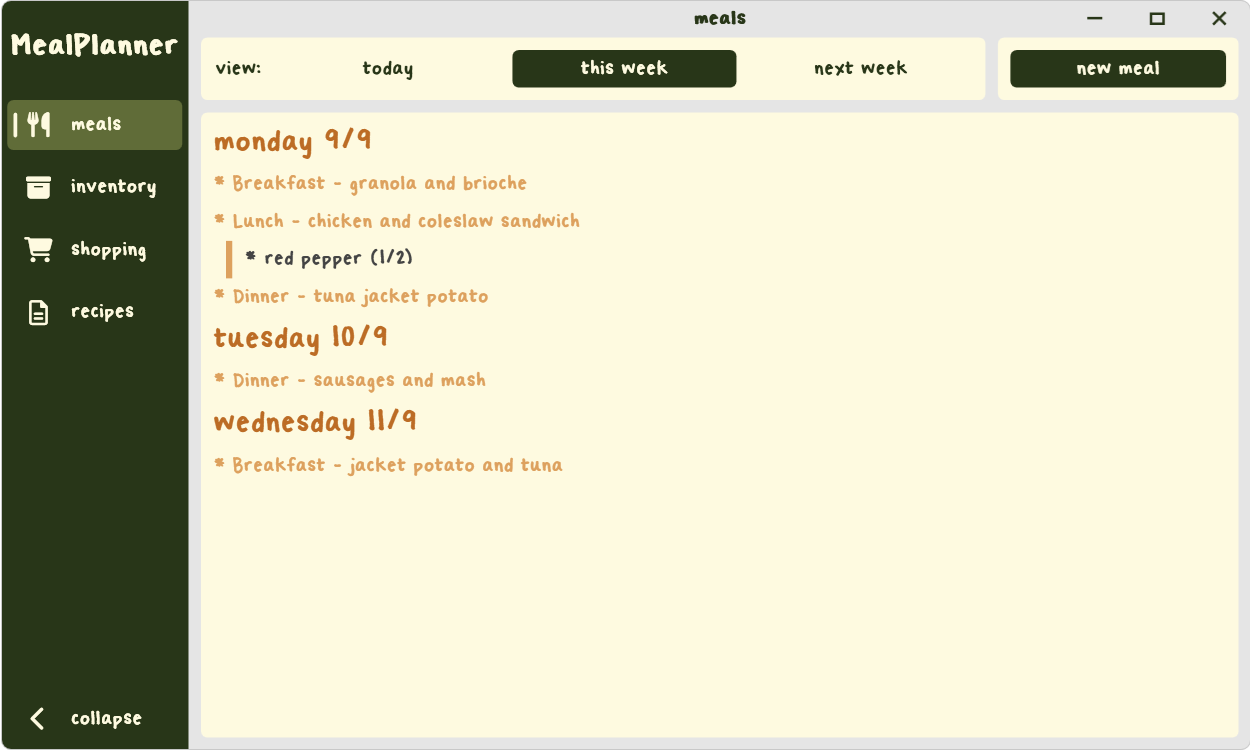 MealPlanner
meals
inventory
shopping
recipes
collapse
meals
view: today this week next week new meal
monday 9/9
* Breakfast - granola and brioche
* Lunch - chicken and coleslaw sandwich
* red pepper (1/2)
* Dinner - tuna jacket potato
tuesday 10/9
* Dinner - sausages and mash
wednesday 11/9
* Breakfast - jacket potato and tuna